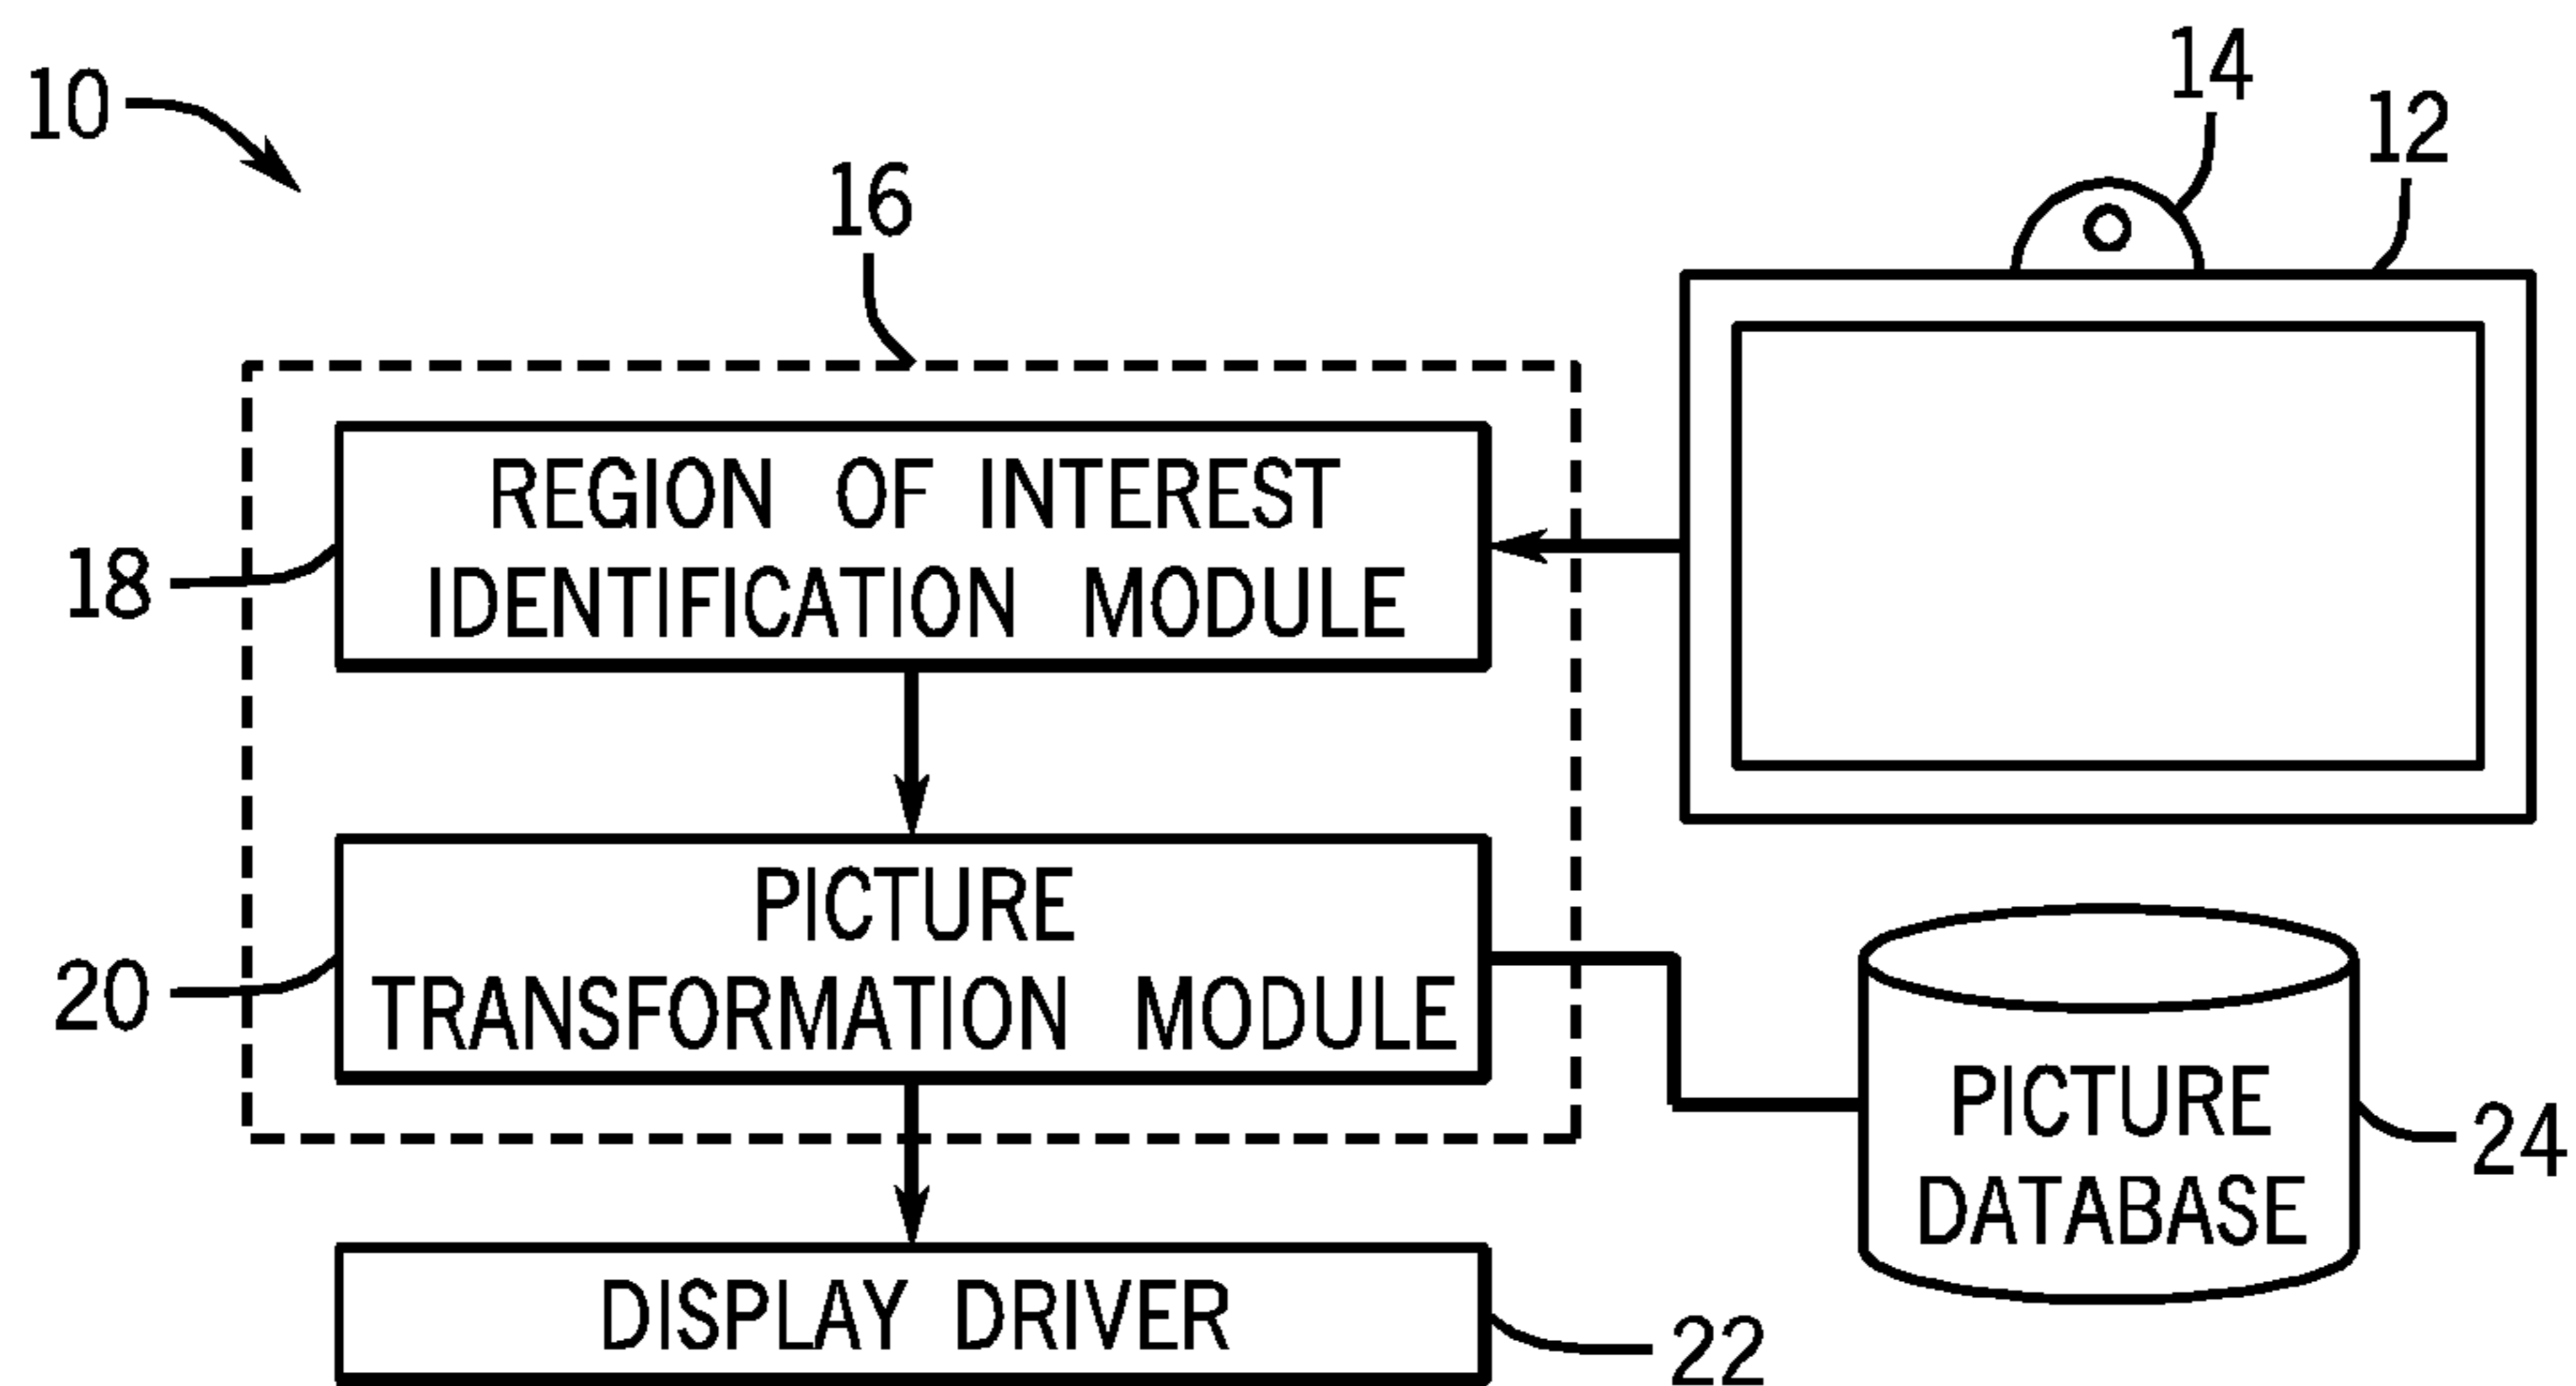 10
14
12
16
REGION OF INTEREST
IDENTIFICATION MODULE
18
PICTURE
TRANSFORMATION MODULE
20
PICTURE
DATABASE
24
DISPLAY DRIVER
22